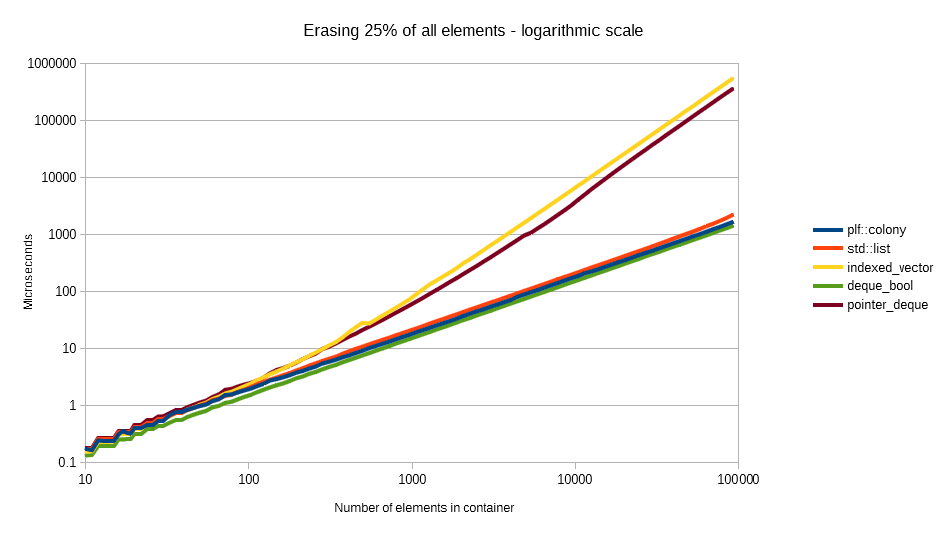 Erasing 25% of all elements - logarithmic scale
1000000
100000
10000
1000
100
10
1
0.1
Microseconds
10
100
1000
10000
100000
Number of elements in container
plf::colony
std::list
indexed_vector
deque_bool
pointer_deque